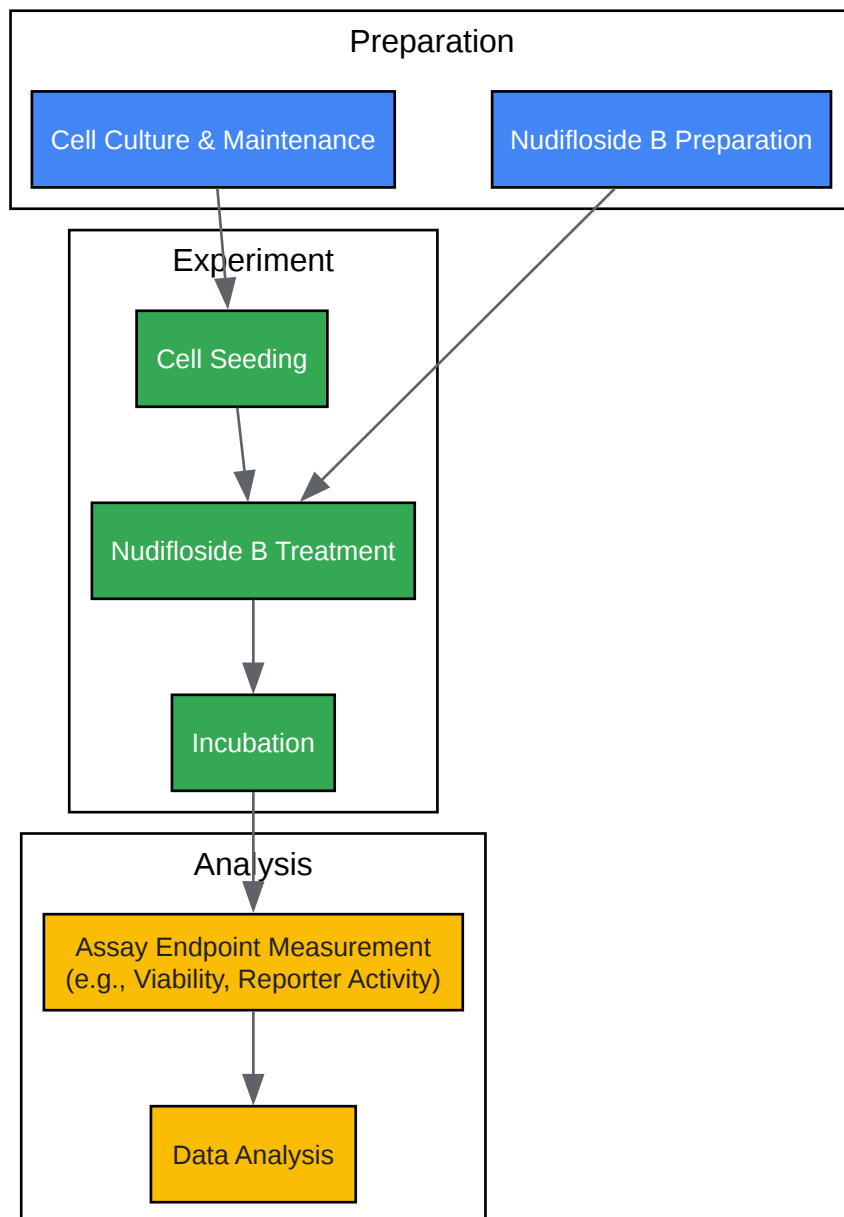 Preparation
Cell Culture & Maintenance
Nudifloside B Preparation
Experiment
Cell Seeding
Nudifloside B Treatment
Incubation
Analysis
Assay Endpoint Measurement
(e.g., Viability, Reporter Activity)
Data Analysis